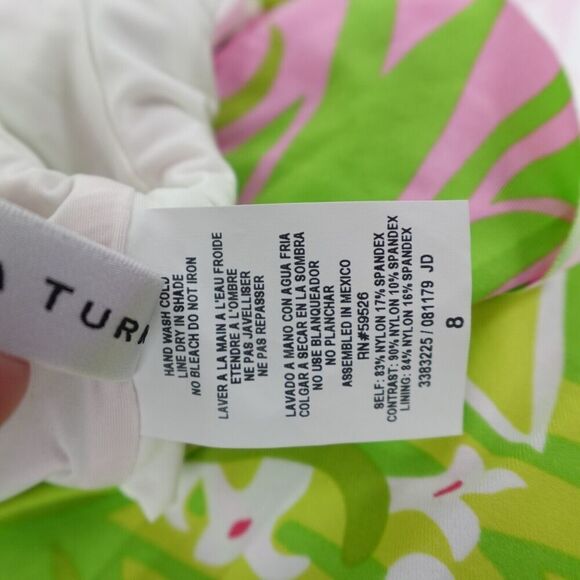 TURA
HAND WASH COLD
LINE DRY IN SHADE
NO BLEACH DO NOT IRON
LAVER A LA MAIN A L'EAU FROIDE
ETENDRE A L'OMBRE
NE PAS JAVELLISER
NE PAS REPASSER
LAVADO A MANO CON AGUA FRIA
COLGAR A SECAR EN LA SOMBRA
NO USE BLANQUEADOR
NO PLANCHAR
ASSEMBLED IN MEXICO
RN#59526
SELF: 83% NYLON 17% SPANDEX
CONTRAST: 90% NYLON 10% SPANDEX
LINING: 84% NYLON 16% SPANDEX
3383225 / 081179 JD
8